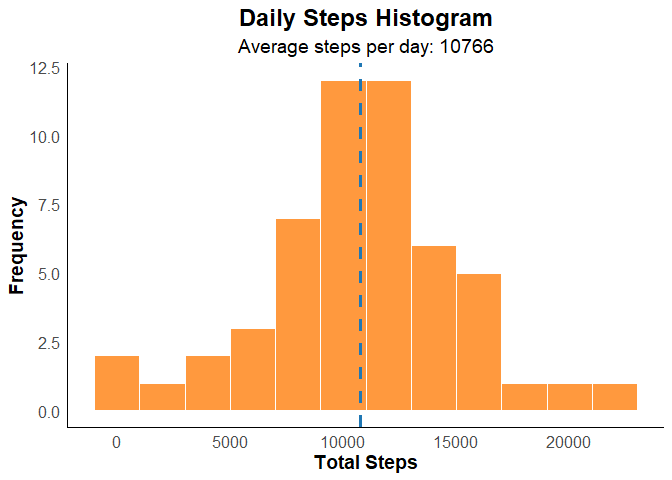 Daily Steps Histogram
Average steps per day: 10766
12.5
10.0
7.5
5.0
2.5
0.0
Frequency
0 5000 10000 15000 20000
Total Steps